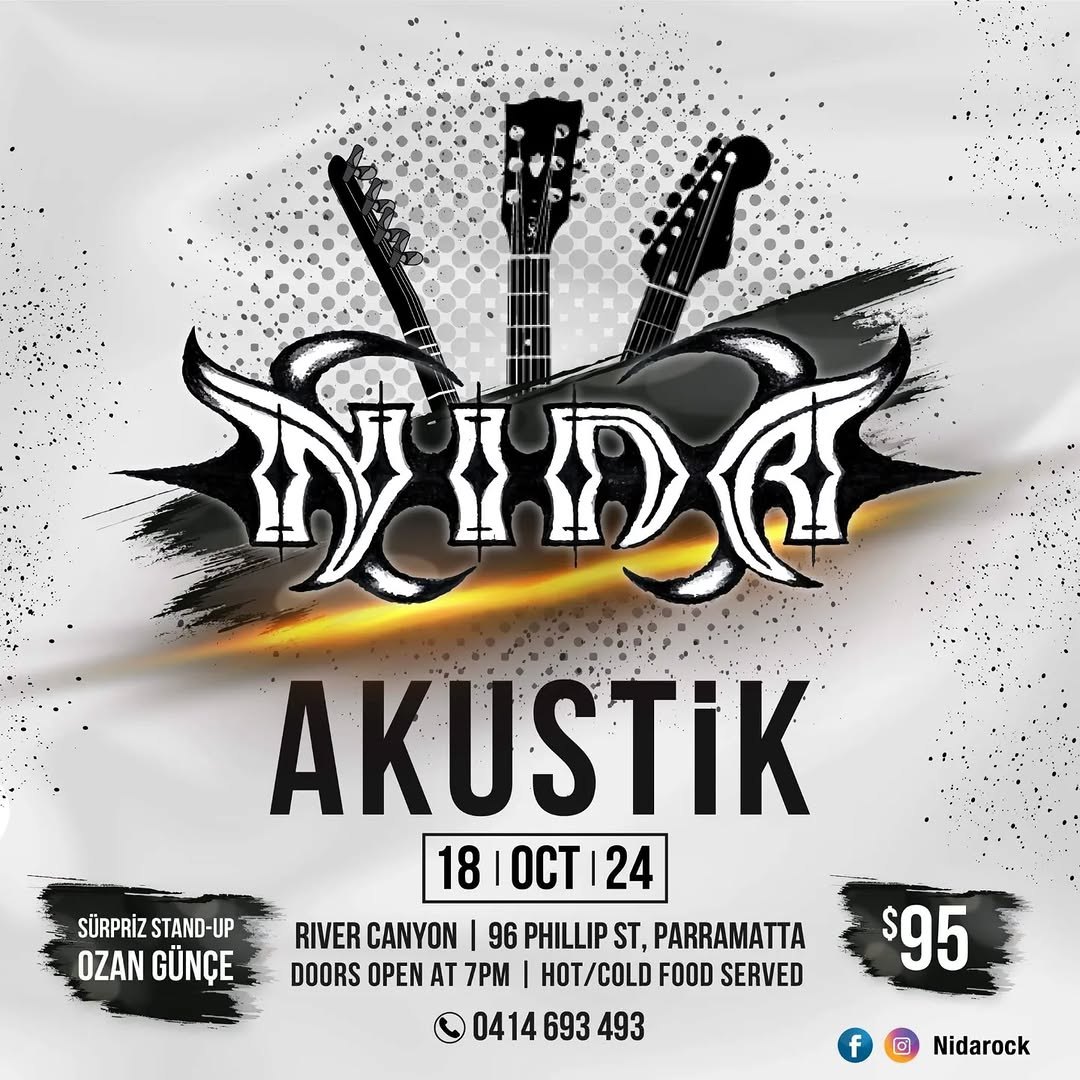 NIDA
AKUSTiK
18 | OCT | 24
SÜRPRİZ STAND-UP
OZAN GÜNÇE
RIVER CANYON | 96 PHILLIP ST, PARRAMATTA
DOORS OPEN AT 7PM | HOT/COLD FOOD SERVED
0414 693 493
$95
Nidarock